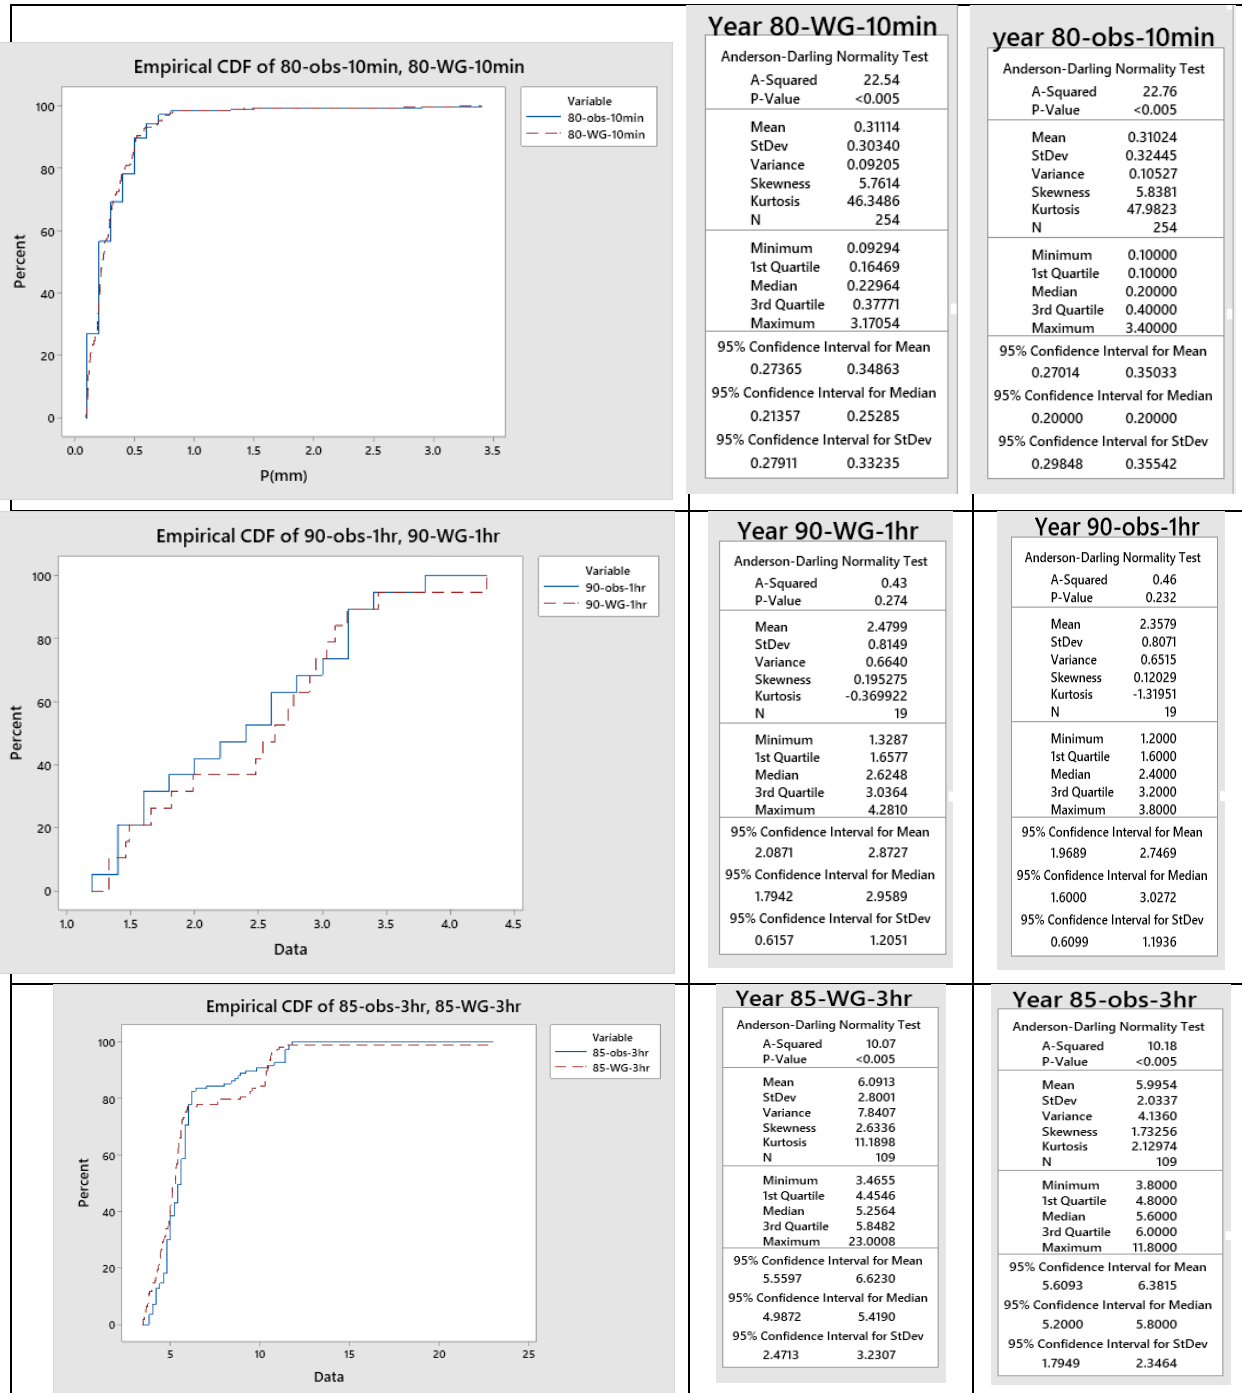 Empirical CDF of 80-obs-10min, 80-WG-10min
Percent
100
80
60
40
20
0
0.0 0.5 1.0 1.5 2.0 2.5 3.0 3.5
P(mm)
Variable
80-obs-10min
80-WG-10min
Year 80-WG-10min
Anderson-Darling Normality Test
A-Squared 22.54
P-Value <0.005
Mean 0.31114
StDev 0.30340
Variance 0.09205
Skewness 5.7614
Kurtosis 46.3486
N 254
Minimum 0.09294
1st Quartile 0.16469
Median 0.22964
3rd Quartile 0.37771
Maximum 3.17054
95% Confidence Interval for Mean
0.27365 0.34863
95% Confidence Interval for Median
0.21357 0.25285
95% Confidence Interval for StDev
0.27911 0.33235
year 80-obs-10min
Anderson-Darling Normality Test
A-Squared 22.76
P-Value <0.005
Mean 0.31024
StDev 0.32445
Variance 0.10527
Skewness 5.8381
Kurtosis 47.9823
N 254
Minimum 0.10000
1st Quartile 0.10000
Median 0.20000
3rd Quartile 0.40000
Maximum 3.40000
95% Confidence Interval for Mean
0.27014 0.35033
95% Confidence Interval for Median
0.20000 0.20000
95% Confidence Interval for StDev
0.29848 0.35542
Empirical CDF of 90-obs-1hr, 90-WG-1hr
Percent
100
80
60
40
20
0
1.0 1.5 2.0 2.5 3.0 3.5 4.0 4.5
Data
Variable
90-obs-1hr
90-WG-1hr
Year 90-WG-1hr
Anderson-Darling Normality Test
A-Squared 0.43
P-Value 0.274
Mean 2.4799
StDev 0.8149
Variance 0.6640
Skewness 0.195275
Kurtosis -0.369922
N 19
Minimum 1.3287
1st Quartile 1.6577
Median 2.6248
3rd Quartile 3.0364
Maximum 4.2810
95% Confidence Interval for Mean
2.0871 2.8727
95% Confidence Interval for Median
1.7942 2.9589
95% Confidence Interval for StDev
0.6157 1.2051
Year 90-obs-1hr
Anderson-Darling Normality Test
A-Squared 0.46
P-Value 0.232
Mean 2.3579
StDev 0.8071
Variance 0.6515
Skewness 0.12029
Kurtosis -1.31951
N 19
Minimum 1.2000
1st Quartile 1.6000
Median 2.4000
3rd Quartile 3.2000
Maximum 3.8000
95% Confidence Interval for Mean
1.9689 2.7469
95% Confidence Interval for Median
1.6000 3.0272
95% Confidence Interval for StDev
0.6099 1.1936
Empirical CDF of 85-obs-3hr, 85-WG-3hr
Percent
100
80
60
40
20
0
5 10 15 20 25
Data
Variable
85-obs-3hr
85-WG-3hr
Year 85-WG-3hr
Anderson-Darling Normality Test
A-Squared 10.07
P-Value <0.005
Mean 6.0913
StDev 2.8001
Variance 7.8407
Skewness 2.6336
Kurtosis 11.1898
N 109
Minimum 3.4655
1st Quartile 4.4546
Median 5.2564
3rd Quartile 5.8482
Maximum 23.0008
95% Confidence Interval for Mean
5.5597 6.6230
95% Confidence Interval for Median
4.9872 5.4190
95% Confidence Interval for StDev
2.4713 3.2307
Year 85-obs-3hr
Anderson-Darling Normality Test
A-Squared 10.18
P-Value <0.005
Mean 5.9954
StDev 2.0337
Variance 4.1360
Skewness 1.73256
Kurtosis 2.12974
N 109
Minimum 3.8000
1st Quartile 4.8000
Median 5.6000
3rd Quartile 6.0000
Maximum 11.8000
95% Confidence Interval for Mean
5.6093 6.3815
95% Confidence Interval for Median
5.2000 5.8000
95% Confidence Interval for StDev
1.7949 2.3464